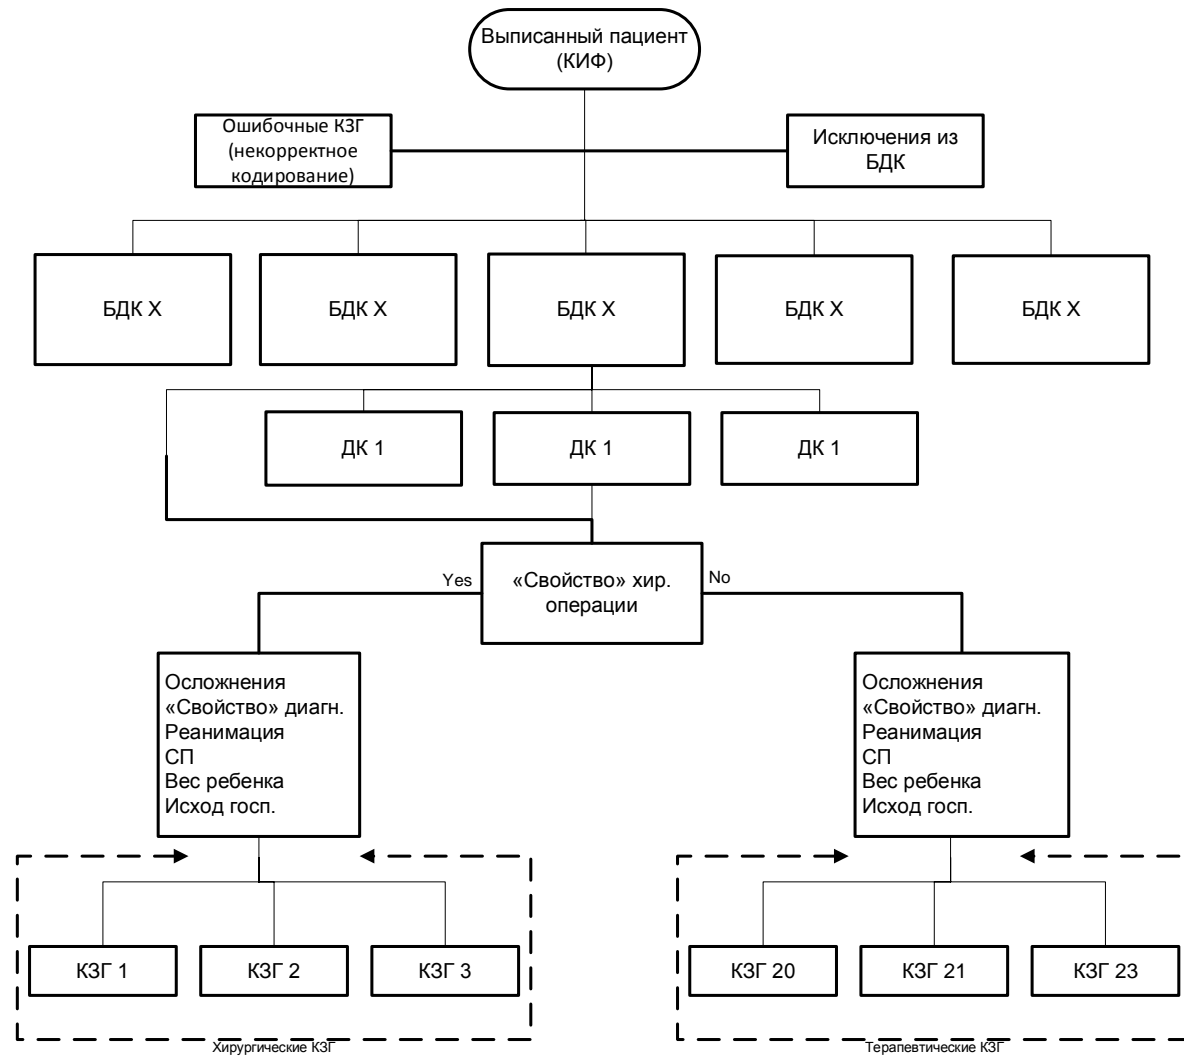 Выписанный пациент
(КИФ)
Ошибочные КЗГ
(некорректное
кодирование)
Исключения из
БДК
БДК X
БДК X
БДК X
БДК X
БДК X
ДК 1
ДК 1
ДК 1
«Свойство» хир.
операции
Yes
No
Осложнения
«Свойство» диагн.
Реанимация
СП
Вес ребенка
Исход госп.
Осложнения
«Свойство» диагн.
Реанимация
СП
Вес ребенка
Исход госп.
КЗГ 1
КЗГ 2
КЗГ 3
КЗГ 20
КЗГ 21
КЗГ 23
Хирургические КЗГ
Терапевтические КЗГ